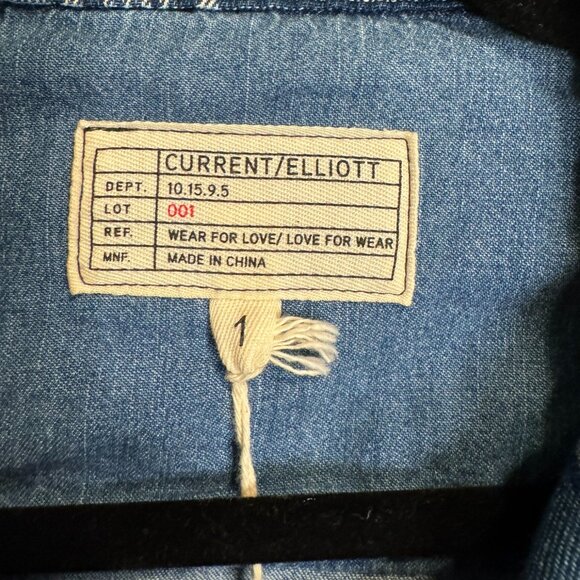 CURRENT/ELLIOTT
DEPT. 10.15.9.5
LOT 001
REF. WEAR FOR LOVE/ LOVE FOR WEAR
MNF. MADE IN CHINA
1